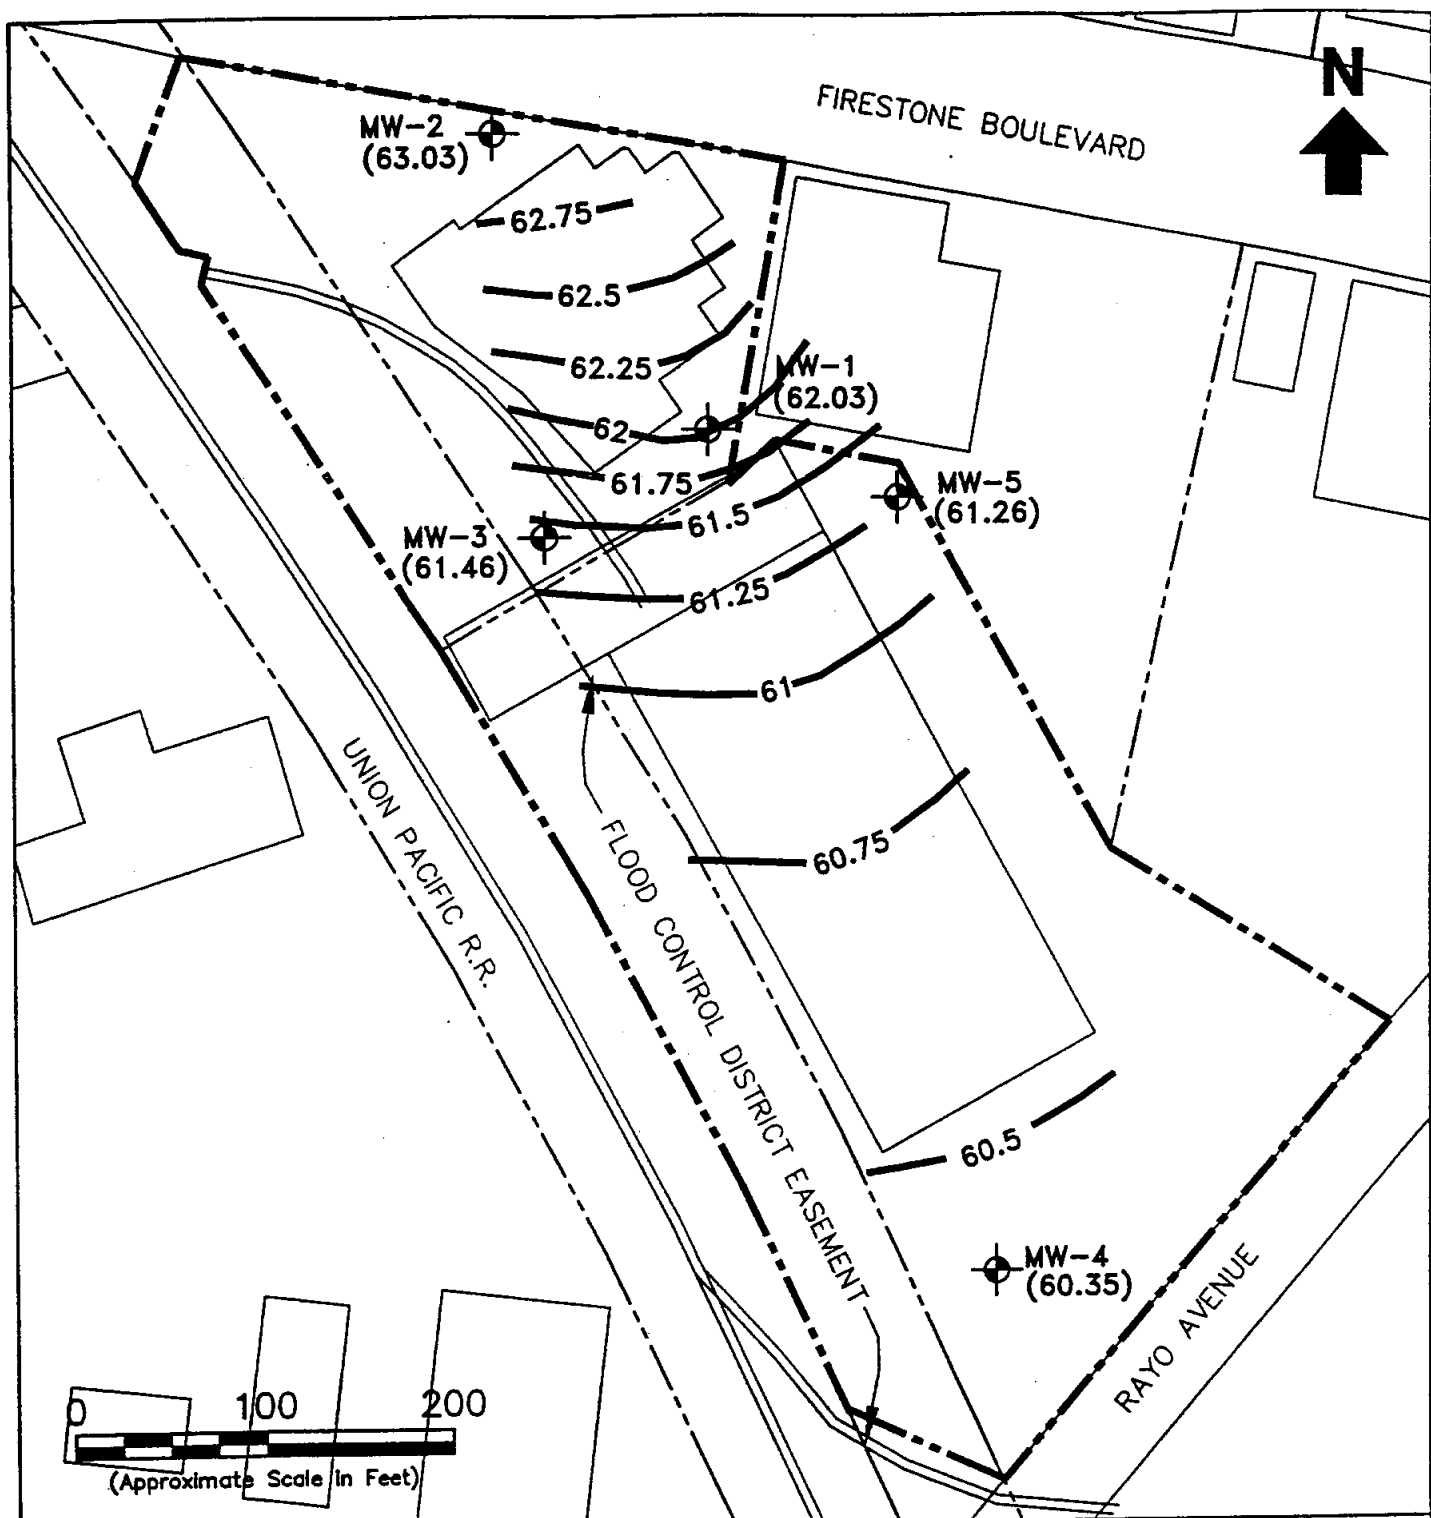 FIRESTONE BOULEVARD
N
MW-2
(63.03)
62.75
62.5
62.25
MW-1
(62.03)
62
61.75
MW-5
(61.26)
61.5
MW-3
(61.46)
61.25
61
UNION PACIFIC R.R.
60.75
FLOOD CONTROL DISTRICT EASEMENT
60.5
MW-4
(60.35)
RAYO AVENUE
0 100 200
(Approximate Scale in Feet)